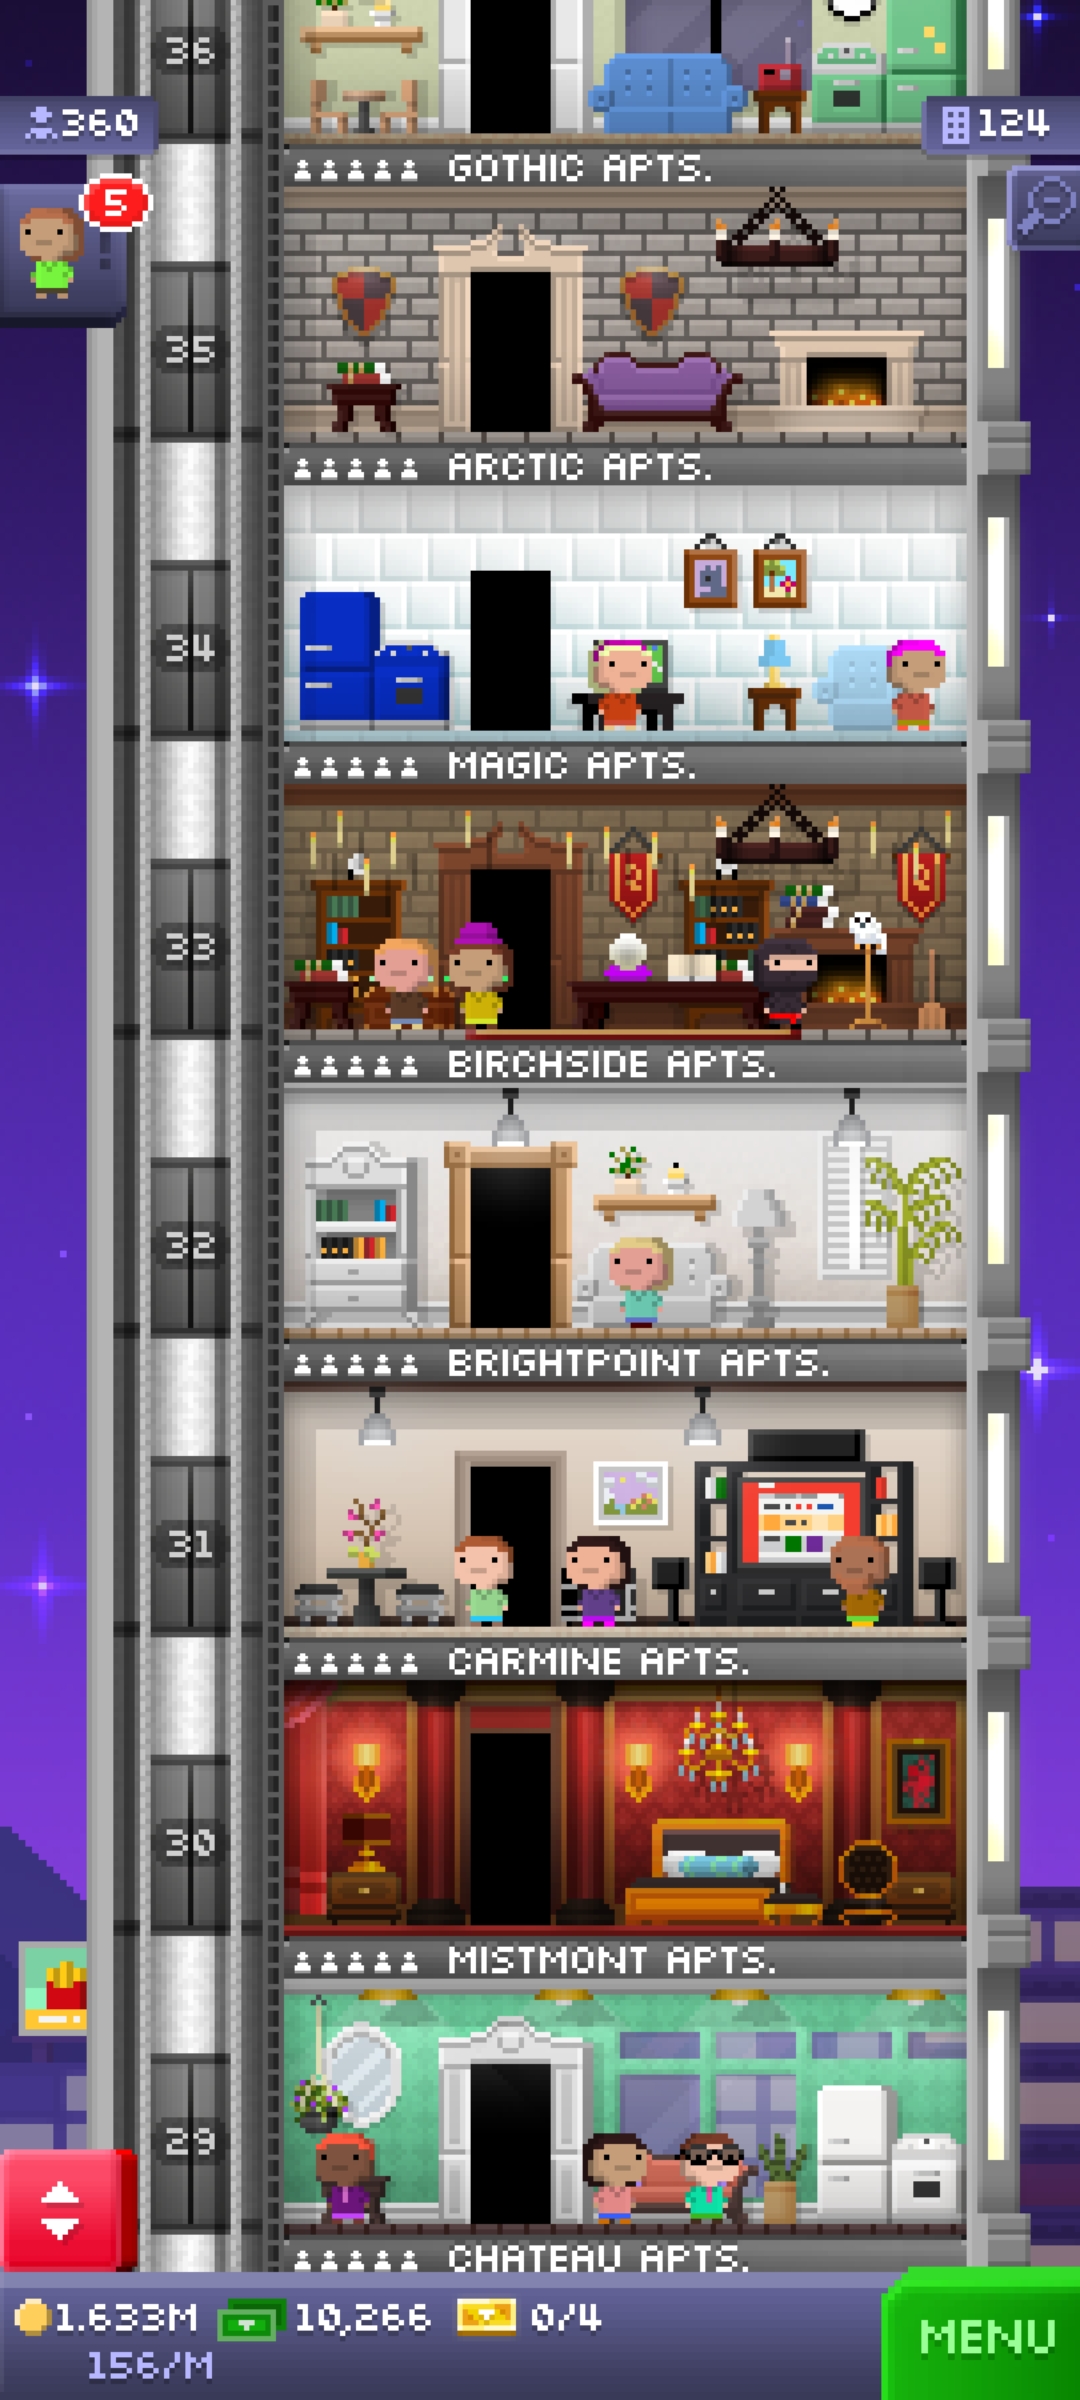 36
360
124
GOTHIC APTS.
5
35
ARCTIC APTS.
34
MAGIC APTS.
33
BIRCHSIDE APTS.
32
BRIGHTPOINT APTS.
31
CARMINE APTS.
30
MISTMONT APTS.
29
CHATEAU APTS.
1.633M 10,266 0/4
156/M
MENU